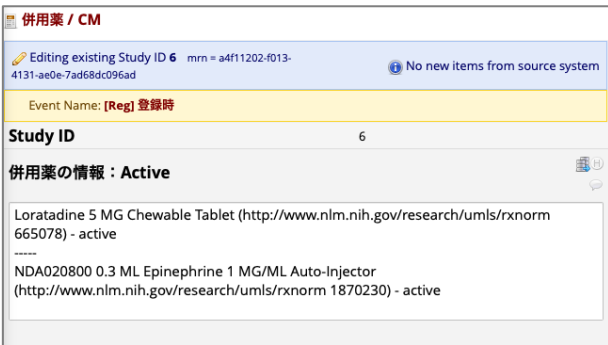 併用薬 / CM
Editing existing Study ID 6 mrn = a4f11202-f013-
4131-ae0e-7ad68dc096ad
No new items from source system
Event Name: [Reg] 登録時
Study ID 6
併用薬の情報：Active
H
Loratadine 5 MG Chewable Tablet (http://www.nlm.nih.gov/research/umls/rxnorm
665078) - active
-----
NDA020800 0.3 ML Epinephrine 1 MG/ML Auto-Injector
(http://www.nlm.nih.gov/research/umls/rxnorm 1870230) - active